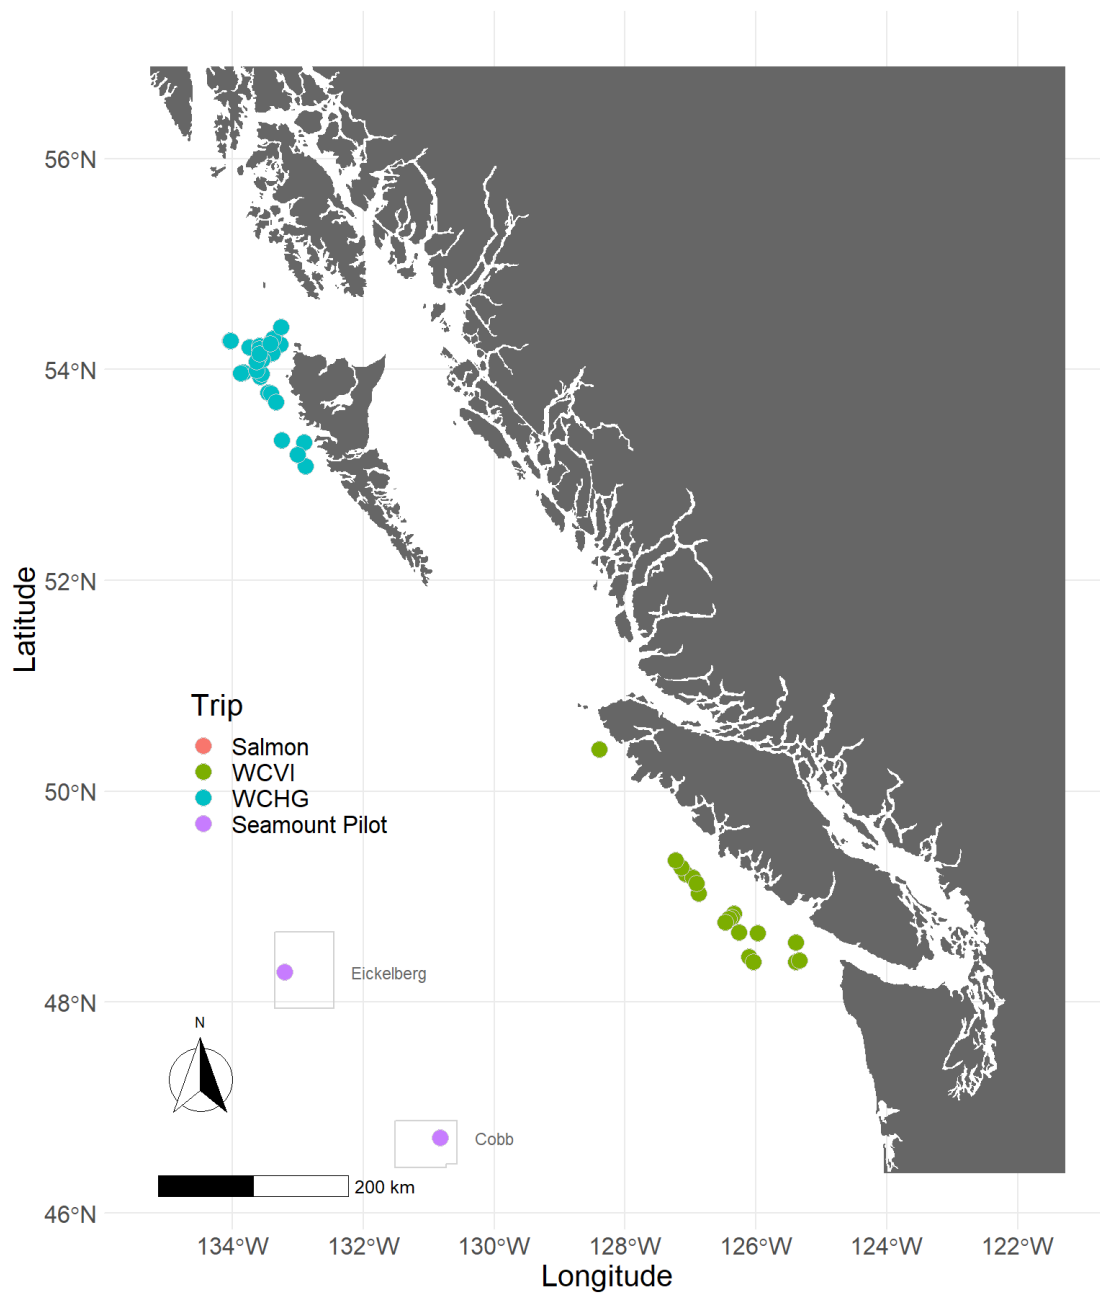 56°N
54°N
52°N
50°N
48°N
46°N
Latitude
Trip
Salmon
WCVI
WCHG
Seamount Pilot
Eickelberg
N
Cobb
200 km
134°W 132°W 130°W 128°W 126°W 124°W 122°W
Longitude